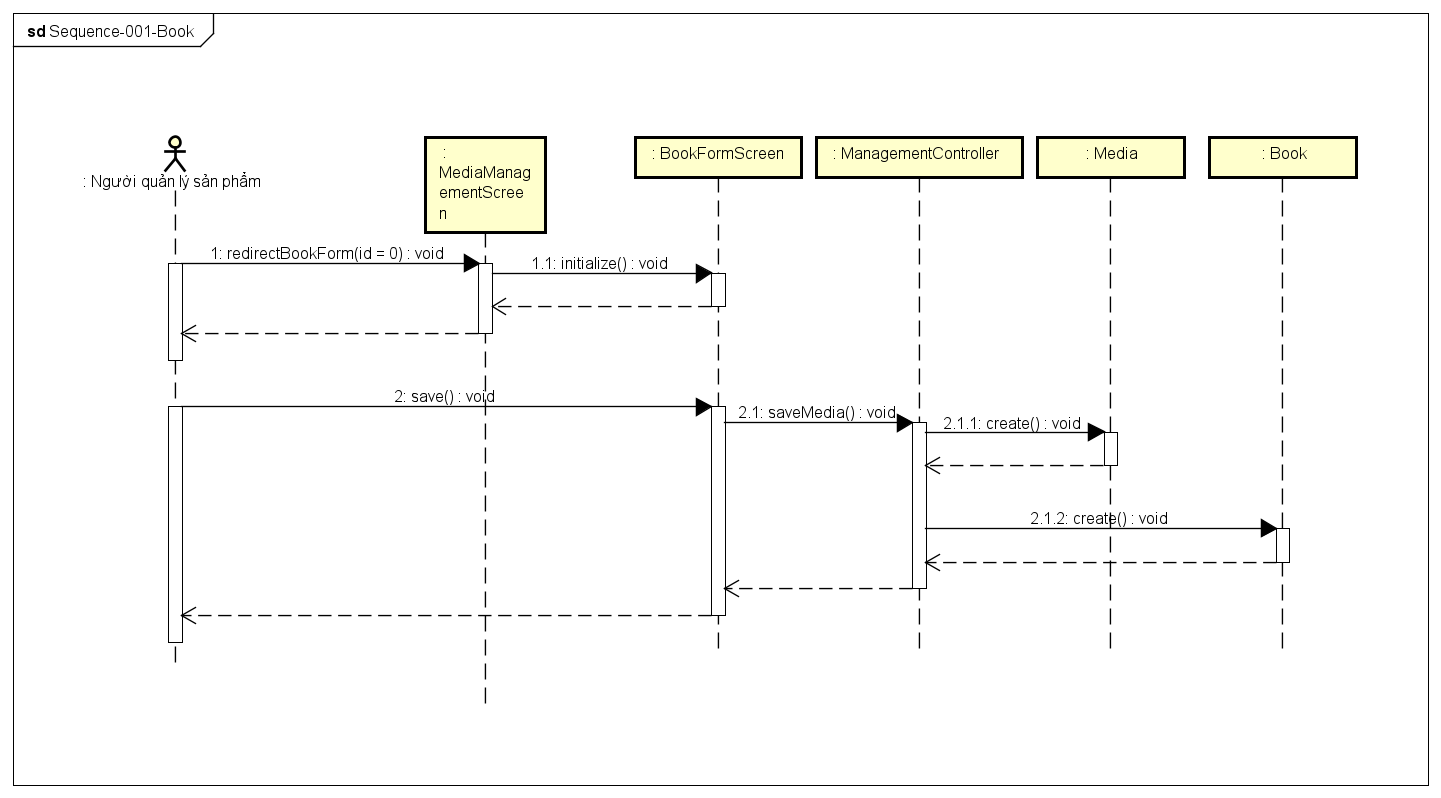 sd Sequence-001-Book
: Người quản lý sản phẩm
:
MediaManag
ementScree
n
: BookFormScreen
: ManagementController
: Media
: Book
1: redirectBookForm(id = 0) : void
1.1: initialize() : void
2: save() : void
2.1: saveMedia() : void
2.1.1: create() : void
2.1.2: create() : void